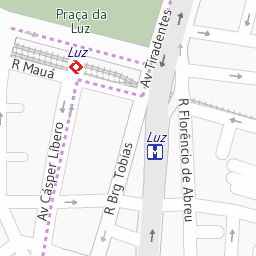 Praça da
Luz
Luz
R Mauá
Av Tiradentes
Luz
Av Cásper Líbero
R Brg Tobias
R Florêncio de Abreu